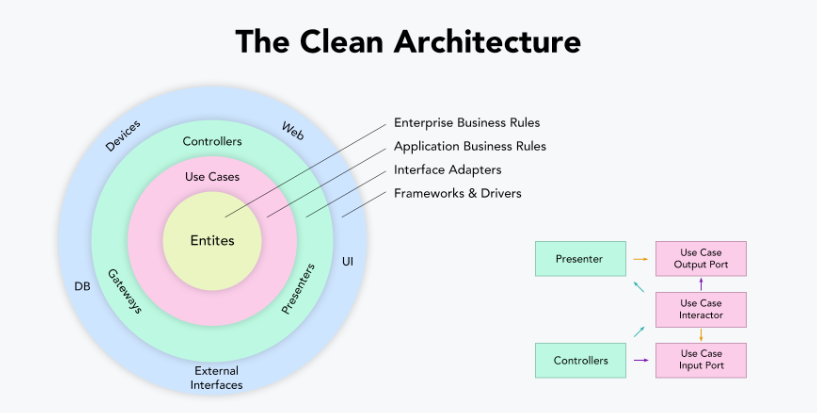 The Clean Architecture
Devices
Web
Controllers
Use Cases
Entites
DB
Gateways
Presenters
UI
External
Interfaces
Enterprise Business Rules
Application Business Rules
Interface Adapters
Frameworks & Drivers
Presenter
Use Case
Output Port
Use Case
Interactor
Controllers
Use Case
Input Port